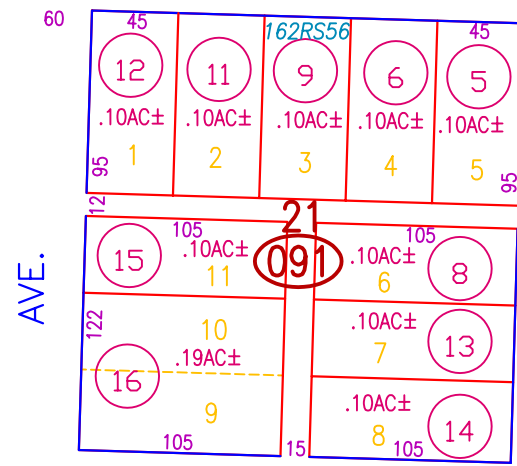 60 45 45
162RS56
12 11 9 6 5
.10AC± .10AC± .10AC± .10AC± .10AC±
95 1 2 3 4 5 95
12
21
105 105
.10AC± 091 .10AC±
15 11 6 8
AVE.
122
10 .10AC± 13
.19AC± 7
16
9 .10AC±
8 14
105 15 105